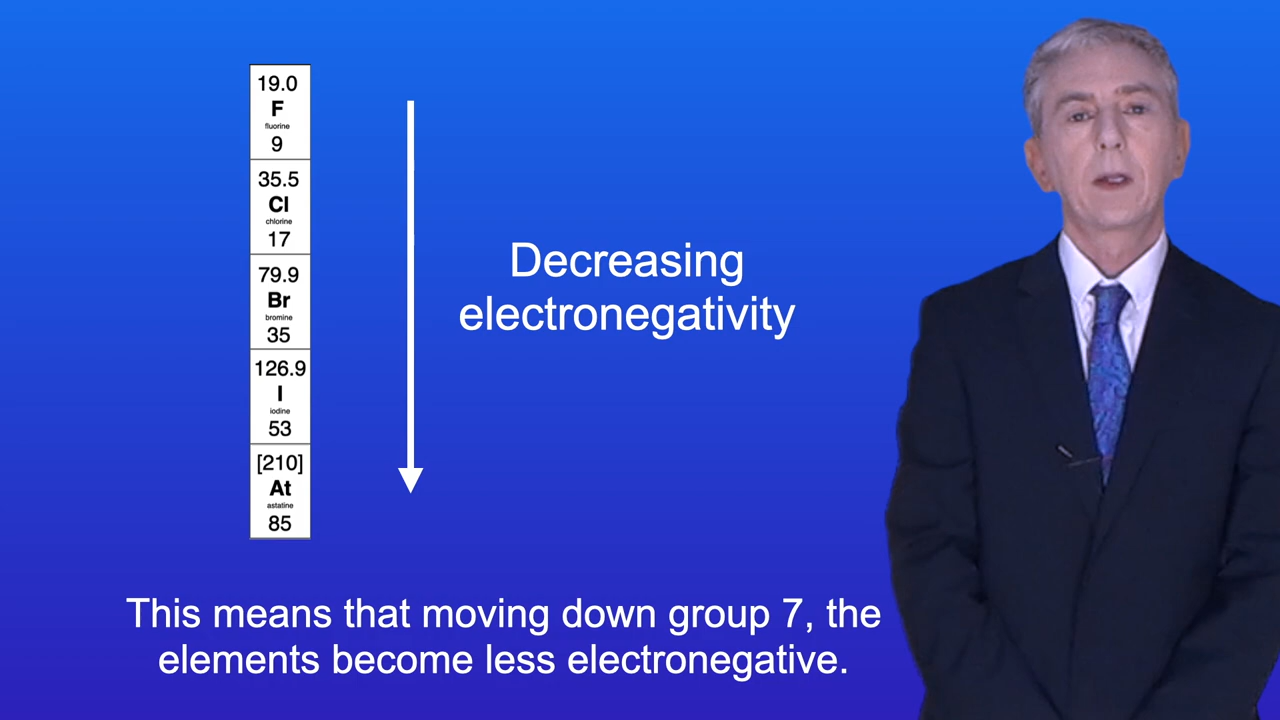 19.0
F
fluorine
9
35.5
Cl
chlorine
17
79.9
Br
bromine
35
126.9
I
iodine
53
[210]
At
astatine
85
Decreasing
electronegativity
This means that moving down group 7, the
elements become less electronegative.